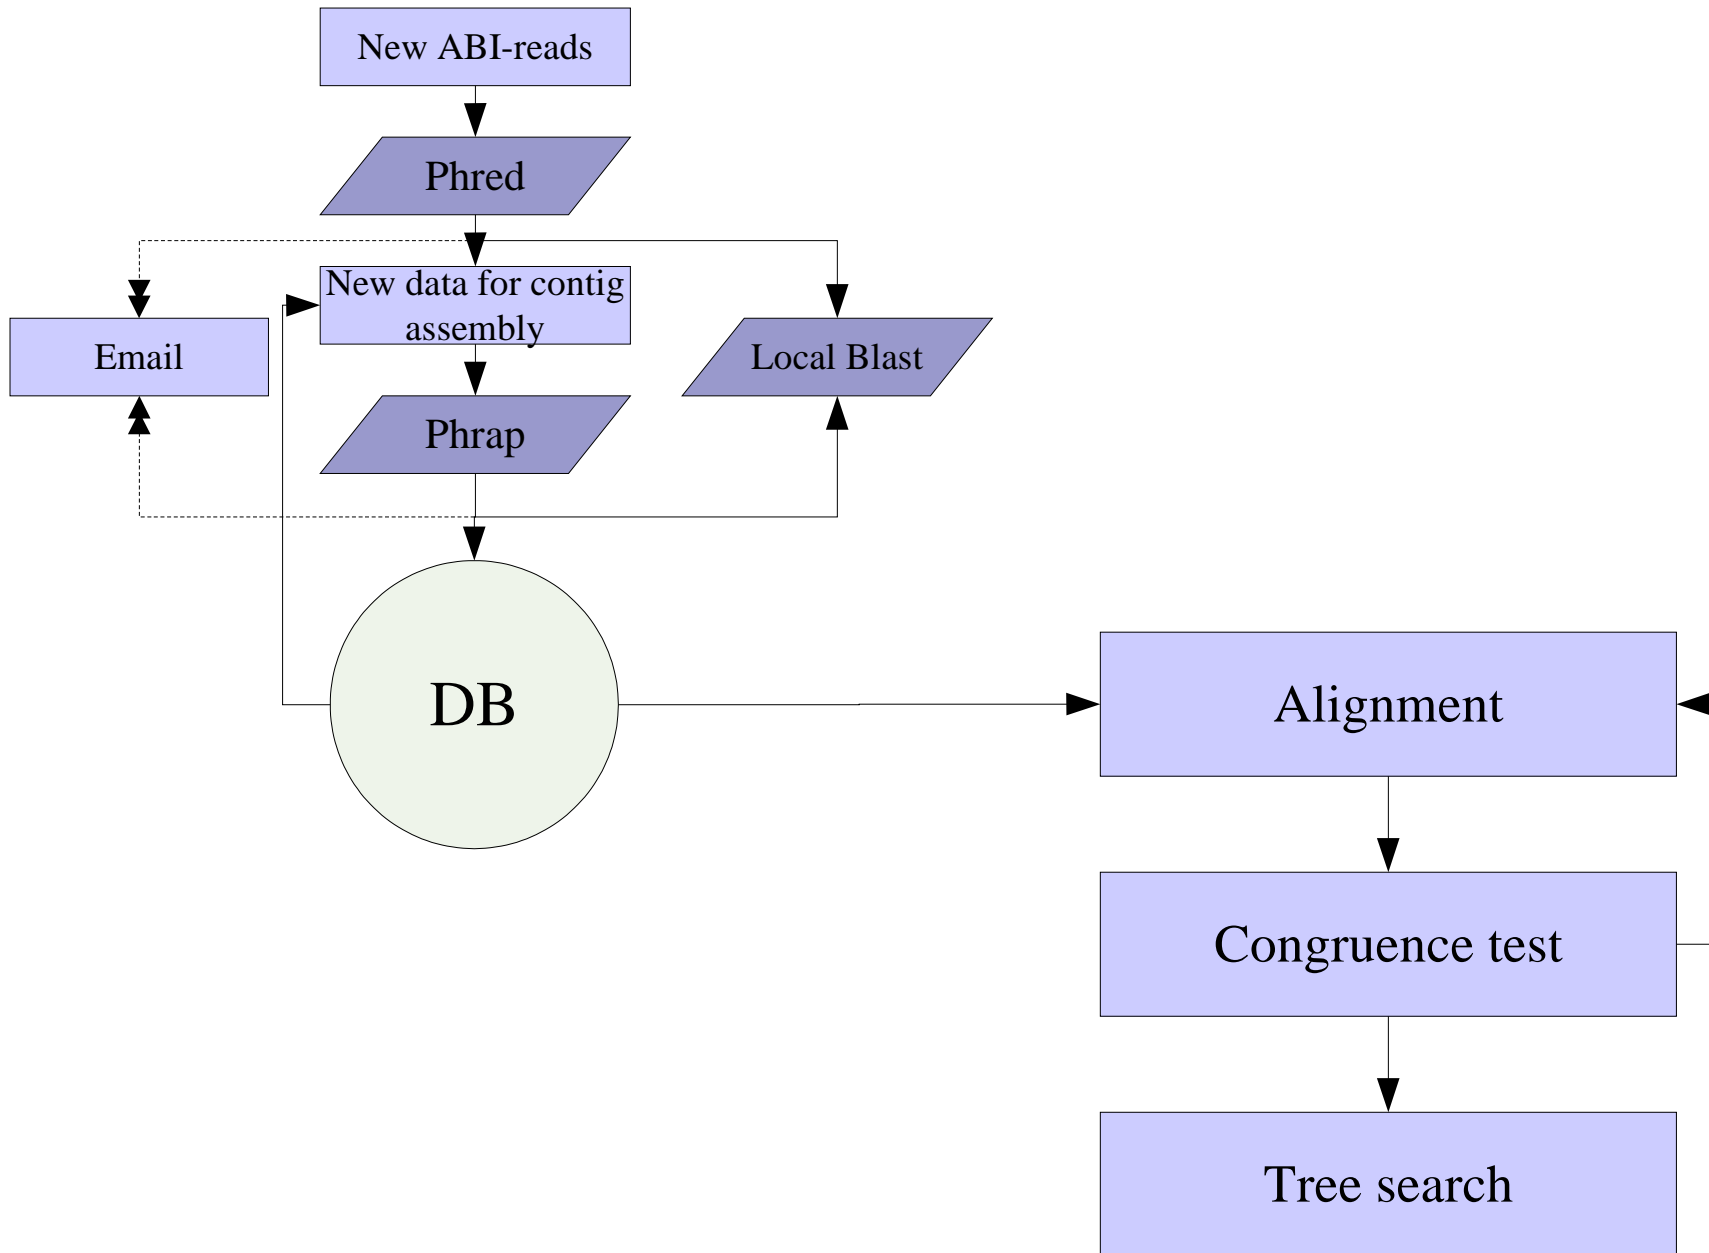 New ABI-reads
Phred
New data for contig
assembly
Email
Local Blast
Phrap
DB
Alignment
Congruence test
Tree search